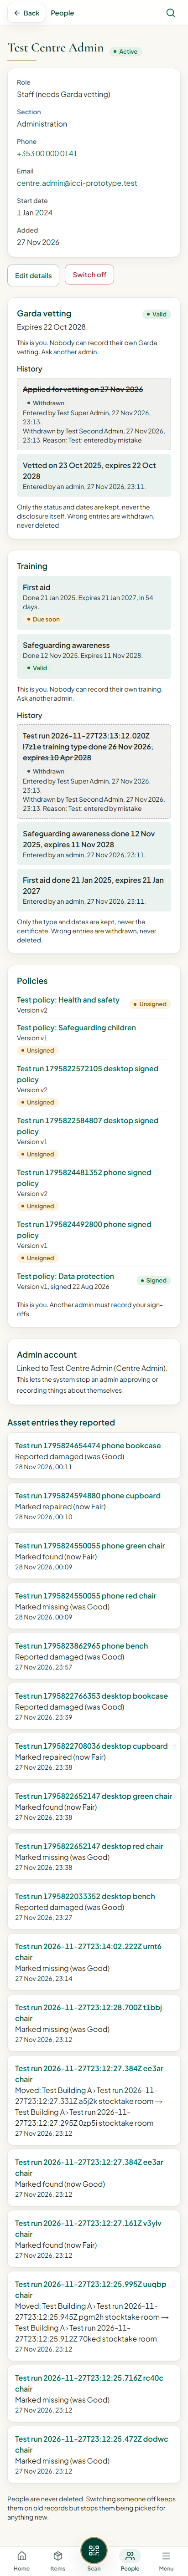 Back People
Test Centre Admin Active
Role
Staff (needs Garda vetting)
Section
Administration
Phone
+353 00 000 0141
Email
centre.admin@icci-prototype.test
Start date
1 Jan 2024
Added
27 Nov 2026
Edit details Switch off
Garda vetting Valid
Expires 22 Oct 2028.
This is you. Nobody can record their own Garda
vetting. Ask another admin.
History
Applied for vetting on 27 Nov 2026
Withdrawn
Entered by Test Super Admin, 27 Nov 2026,
23:13.
Withdrawn by Test Second Admin, 27 Nov 2026,
23:13. Reason: Test: entered by mistake
Vetted on 23 Oct 2025, expires 22 Oct
2028
Entered by an admin, 27 Nov 2026, 23:11.
Only the status and dates are kept, never the
disclosure itself. Wrong entries are withdrawn,
never deleted.
Training
First aid
Done 21 Jan 2025. Expires 21 Jan 2027, in 54
days.
Due soon
Safeguarding awareness
Done 12 Nov 2025. Expires 11 Nov 2028.
Valid
This is you. Nobody can record their own training.
Ask another admin.
History
Test run 2026-11-27T23:13:12.020Z
i7z1e training type done 26 Nov 2026,
expires 10 Apr 2028
Withdrawn
Entered by Test Super Admin, 27 Nov 2026,
23:13.
Withdrawn by Test Second Admin, 27 Nov 2026,
23:13. Reason: Test: entered by mistake
Safeguarding awareness done 12 Nov
2025, expires 11 Nov 2028
Entered by an admin, 27 Nov 2026, 23:11.
First aid done 21 Jan 2025, expires 21 Jan
2027
Entered by an admin, 27 Nov 2026, 23:11.
Only the type and dates are kept, never the
certificate. Wrong entries are withdrawn, never
deleted.
Policies
Test policy: Health and safety Unsigned
Version v2
Test policy: Safeguarding children
Version v1
Unsigned
Test run 1795822572105 desktop signed
policy
Version v2
Unsigned
Test run 1795822584807 desktop signed
policy
Version v1
Unsigned
Test run 1795824481352 phone signed
policy
Version v2
Unsigned
Test run 1795824492800 phone signed
policy
Version v1
Unsigned
Test policy: Data protection Signed
Version v1, signed 22 Aug 2026
This is you. Another admin must record your sign-
offs.
Admin account
Linked to Test Centre Admin (Centre Admin).
This lets the system stop an admin approving or
recording things about themselves.
Asset entries they reported
Test run 1795824654474 phone bookcase
Reported damaged (was Good)
28 Nov 2026, 00:11
Test run 1795824594880 phone cupboard
Marked repaired (now Fair)
28 Nov 2026, 00:10
Test run 1795824550055 phone green chair
Marked found (now Fair)
28 Nov 2026, 00:09
Test run 1795824550055 phone red chair
Marked missing (was Good)
28 Nov 2026, 00:09
Test run 1795823862965 phone bench
Reported damaged (was Good)
27 Nov 2026, 23:57
Test run 1795822766353 desktop bookcase
Reported damaged (was Good)
27 Nov 2026, 23:39
Test run 1795822708036 desktop cupboard
Marked repaired (now Fair)
27 Nov 2026, 23:38
Test run 1795822652147 desktop green chair
Marked found (now Fair)
27 Nov 2026, 23:38
Test run 1795822652147 desktop red chair
Marked missing (was Good)
27 Nov 2026, 23:38
Test run 1795822033352 desktop bench
Reported damaged (was Good)
27 Nov 2026, 23:27
Test run 2026-11-27T23:14:02.222Z urnt6
chair
Marked missing (was Good)
27 Nov 2026, 23:14
Test run 2026-11-27T23:12:28.700Z t1bbj
chair
Marked missing (was Good)
27 Nov 2026, 23:12
Test run 2026-11-27T23:12:27.384Z ee3ar
chair
Moved: Test Building A › Test run 2026-11-
27T23:12:27.331Z a5j2k stocktake room →
Test Building A › Test run 2026-11-
27T23:12:27.295Z 0zp5i stocktake room
27 Nov 2026, 23:12
Test run 2026-11-27T23:12:27.384Z ee3ar
chair
Marked found (now Good)
27 Nov 2026, 23:12
Test run 2026-11-27T23:12:27.161Z v3ylv
chair
Marked found (now Fair)
27 Nov 2026, 23:12
Test run 2026-11-27T23:12:25.995Z uuqbp
chair
Moved: Test Building A › Test run 2026-11-
27T23:12:25.945Z pgm2h stocktake room →
Test Building A › Test run 2026-11-
27T23:12:25.912Z 70ked stocktake room
27 Nov 2026, 23:12
Test run 2026-11-27T23:12:25.716Z rc40c
chair
Marked missing (was Good)
27 Nov 2026, 23:12
Test run 2026-11-27T23:12:25.472Z dodwc
chair
Marked missing (was Good)
27 Nov 2026, 23:12
People are never deleted. Switching someone off keeps
them on old records but stops them being picked for
anything new.
Home Items Scan People Menu